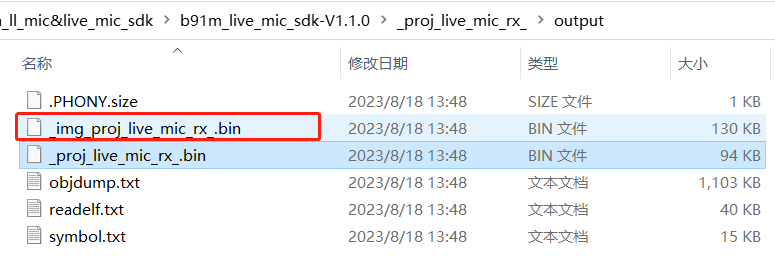 _ll_mic&live_mic_sdk > b91m_live_mic_sdk-V1.1.0 > _proj_live_mic_rx_ > output
名称 修改日期 类型 大小
.PHONY.size 2023/8/18 13:48 SIZE 文件 1 KB
_img_proj_live_mic_rx_.bin 2023/8/18 13:48 BIN 文件 130 KB
_proj_live_mic_rx_.bin 2023/8/18 13:48 BIN 文件 94 KB
objdump.txt 2023/8/18 13:48 文本文档 1,103 KB
readelf.txt 2023/8/18 13:48 文本文档 40 KB
symbol.txt 2023/8/18 13:48 文本文档 15 KB